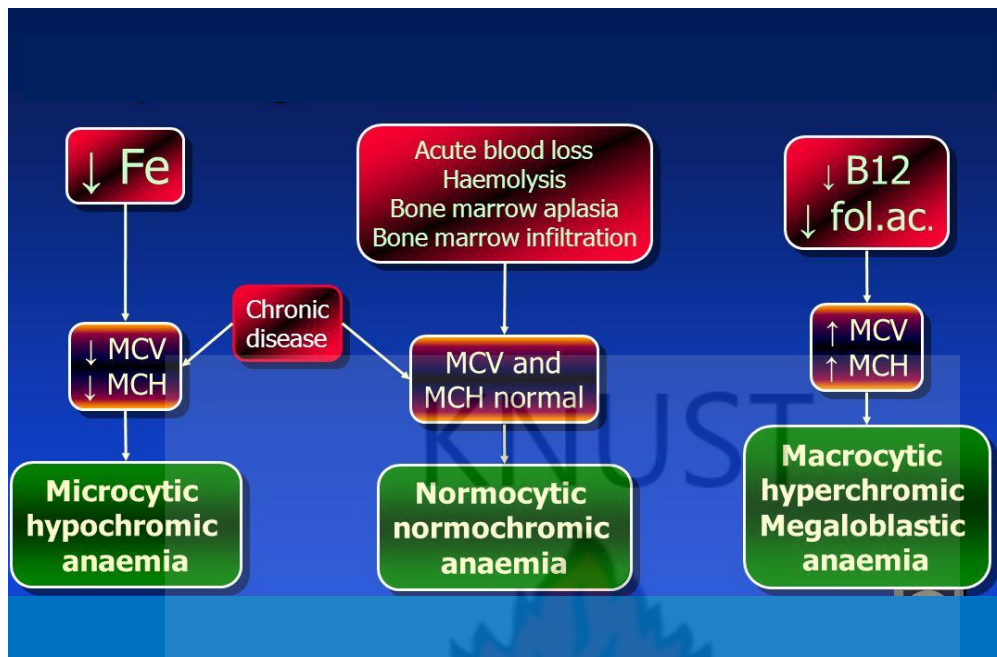 ↓ Fe
Acute blood loss
Haemolysis
Bone marrow aplasia
Bone marrow infiltration
↓ B12
↓ fol.ac.
Chronic
disease
↓ MCV
↓ MCH
MCV and
MCH normal
↑ MCV
↑ MCH
KNUST
Microcytic
hypochromic
anaemia
Normocytic
normochromic
anaemia
Macrocytic
hyperchromic
Megaloblastic
anaemia